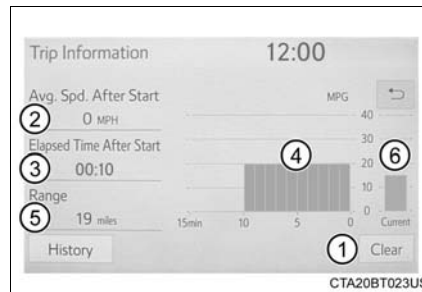 Trip Information 12:00
Avg. Spd. After Start
MPG
2
0 MPH
40
Elapsed Time After Start
30
3
00:10
4
20
6
Range
10
5
19 miles
0
15min 10 5 0 Current
History
1
Clear
CTA20BT023US